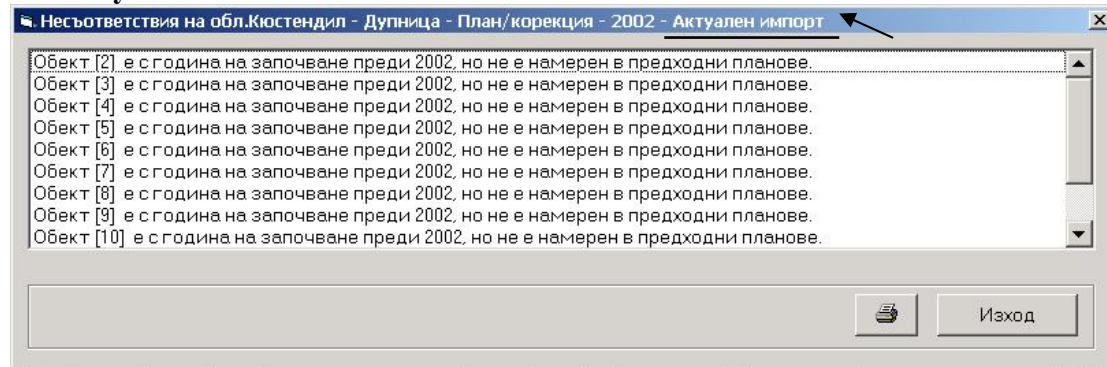 Несъответствия на обл.Кюстендил - Дупница - План/корекция - 2002 - Актуален импорт
Обект [2] е с година на започване преди 2002, но не е намерен в предходни планове.
Обект [3] е с година на започване преди 2002, но не е намерен в предходни планове.
Обект [4] е с година на започване преди 2002, но не е намерен в предходни планове.
Обект [5] е с година на започване преди 2002, но не е намерен в предходни планове.
Обект [6] е с година на започване преди 2002, но не е намерен в предходни планове.
Обект [7] е с година на започване преди 2002, но не е намерен в предходни планове.
Обект [8] е с година на започване преди 2002, но не е намерен в предходни планове.
Обект [9] е с година на започване преди 2002, но не е намерен в предходни планове.
Обект [10] е с година на започване преди 2002, но не е намерен в предходни планове.
Изход